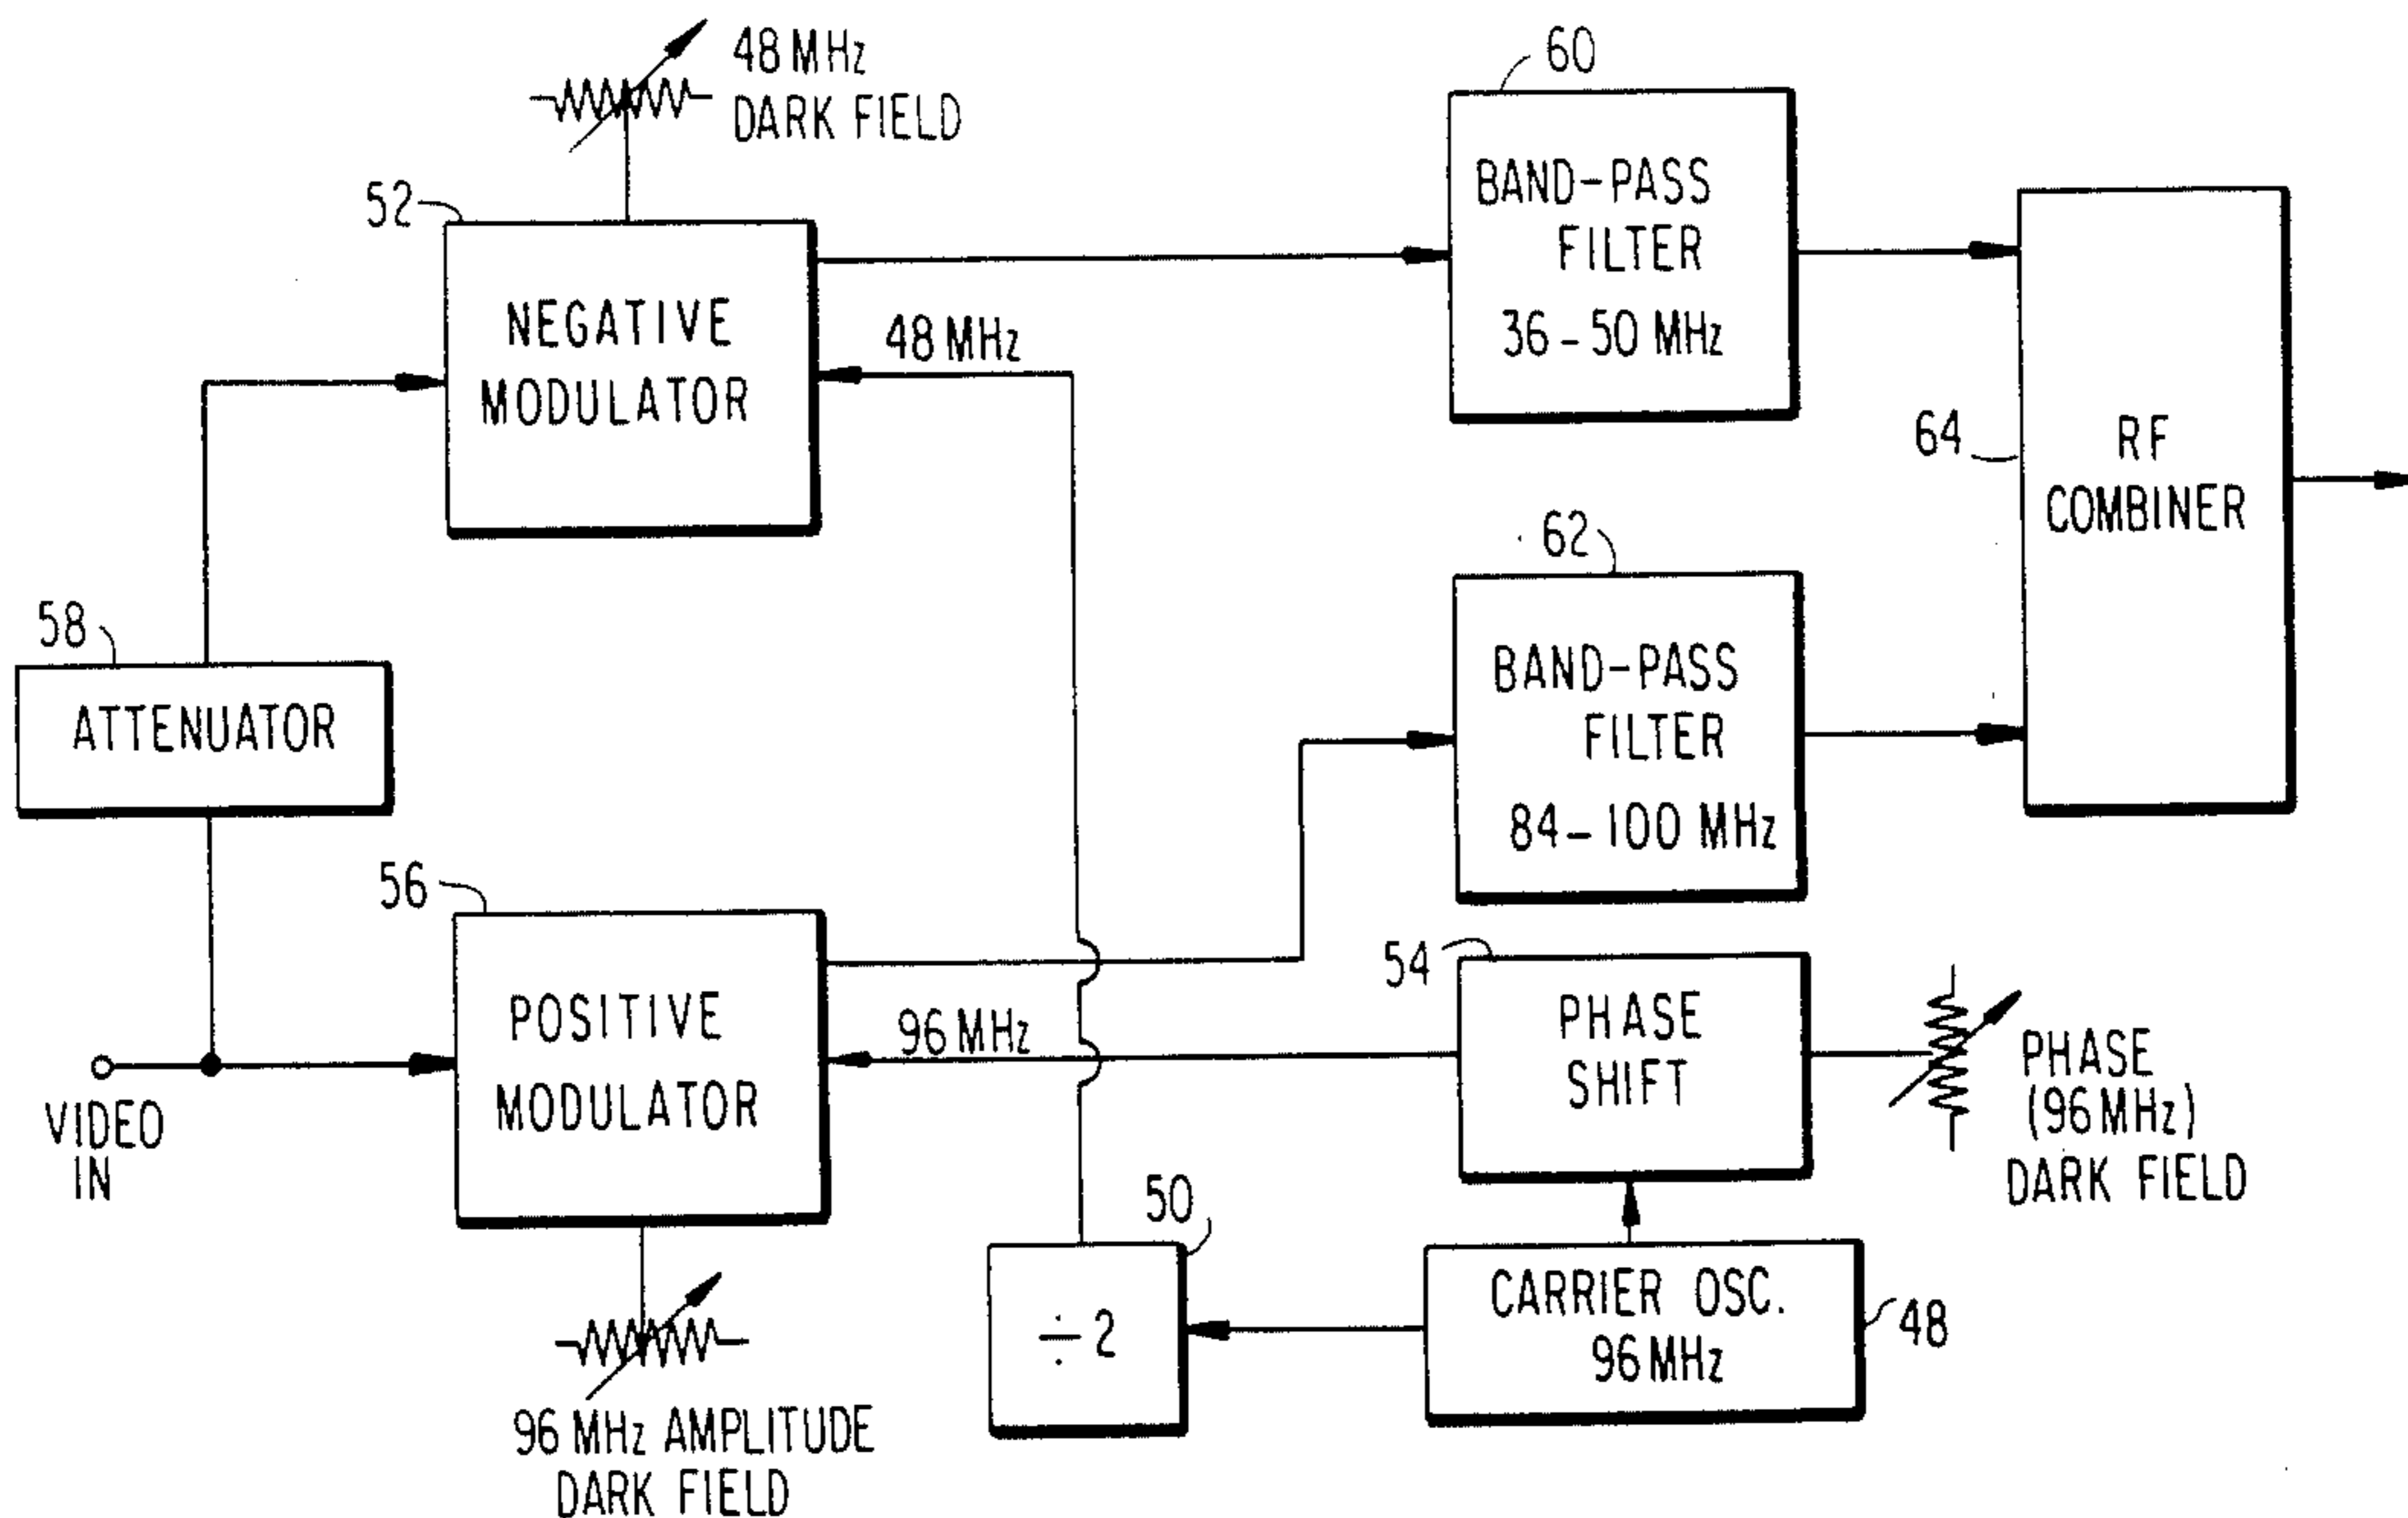 48 MHz
DARK FIELD
60
52
BAND-PASS
FILTER
36-50 MHz
NEGATIVE
MODULATOR
48 MHz
64
RF
COMBINER
62
58
BAND-PASS
FILTER
84-100 MHz
ATTENUATOR
56
54
POSITIVE
MODULATOR
96 MHz
PHASE
SHIFT
PHASE
(96 MHz)
DARK FIELD
VIDEO
IN
50
÷2
CARRIER OSC.
96 MHz
48
96 MHz AMPLITUDE
DARK FIELD